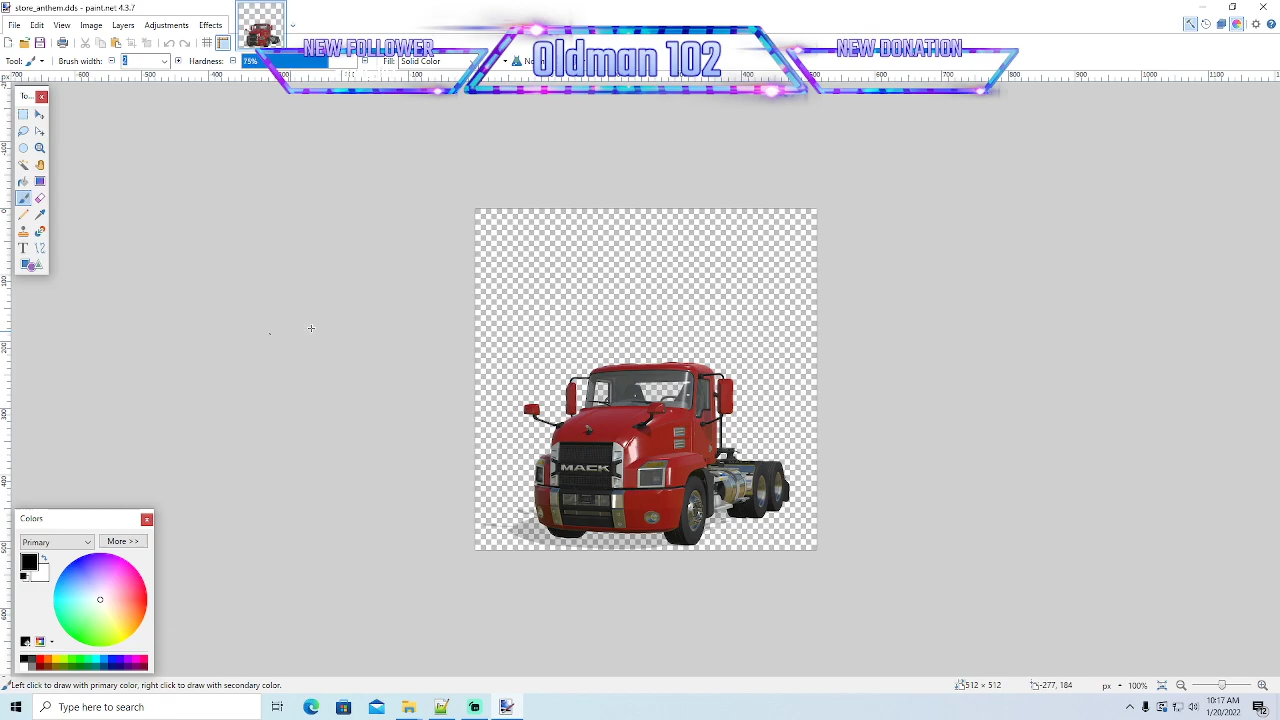 store_anthem.dds - paint.net 4.3.7
File
Image
Layers
Adjustments
Effects
Tool:
Brush width:
2
Hardness:
75%
Fill:
Solid Color
NEW FOLLOWER
Oldman 102
NEW DONATION
To...
MACK
Colors
Primary
More >>
Left click to draw with primary color, right click to draw with secondary color.
512 × 512
-277, 184
px
100%
Type here to search
10:17 AM
1/20/2022